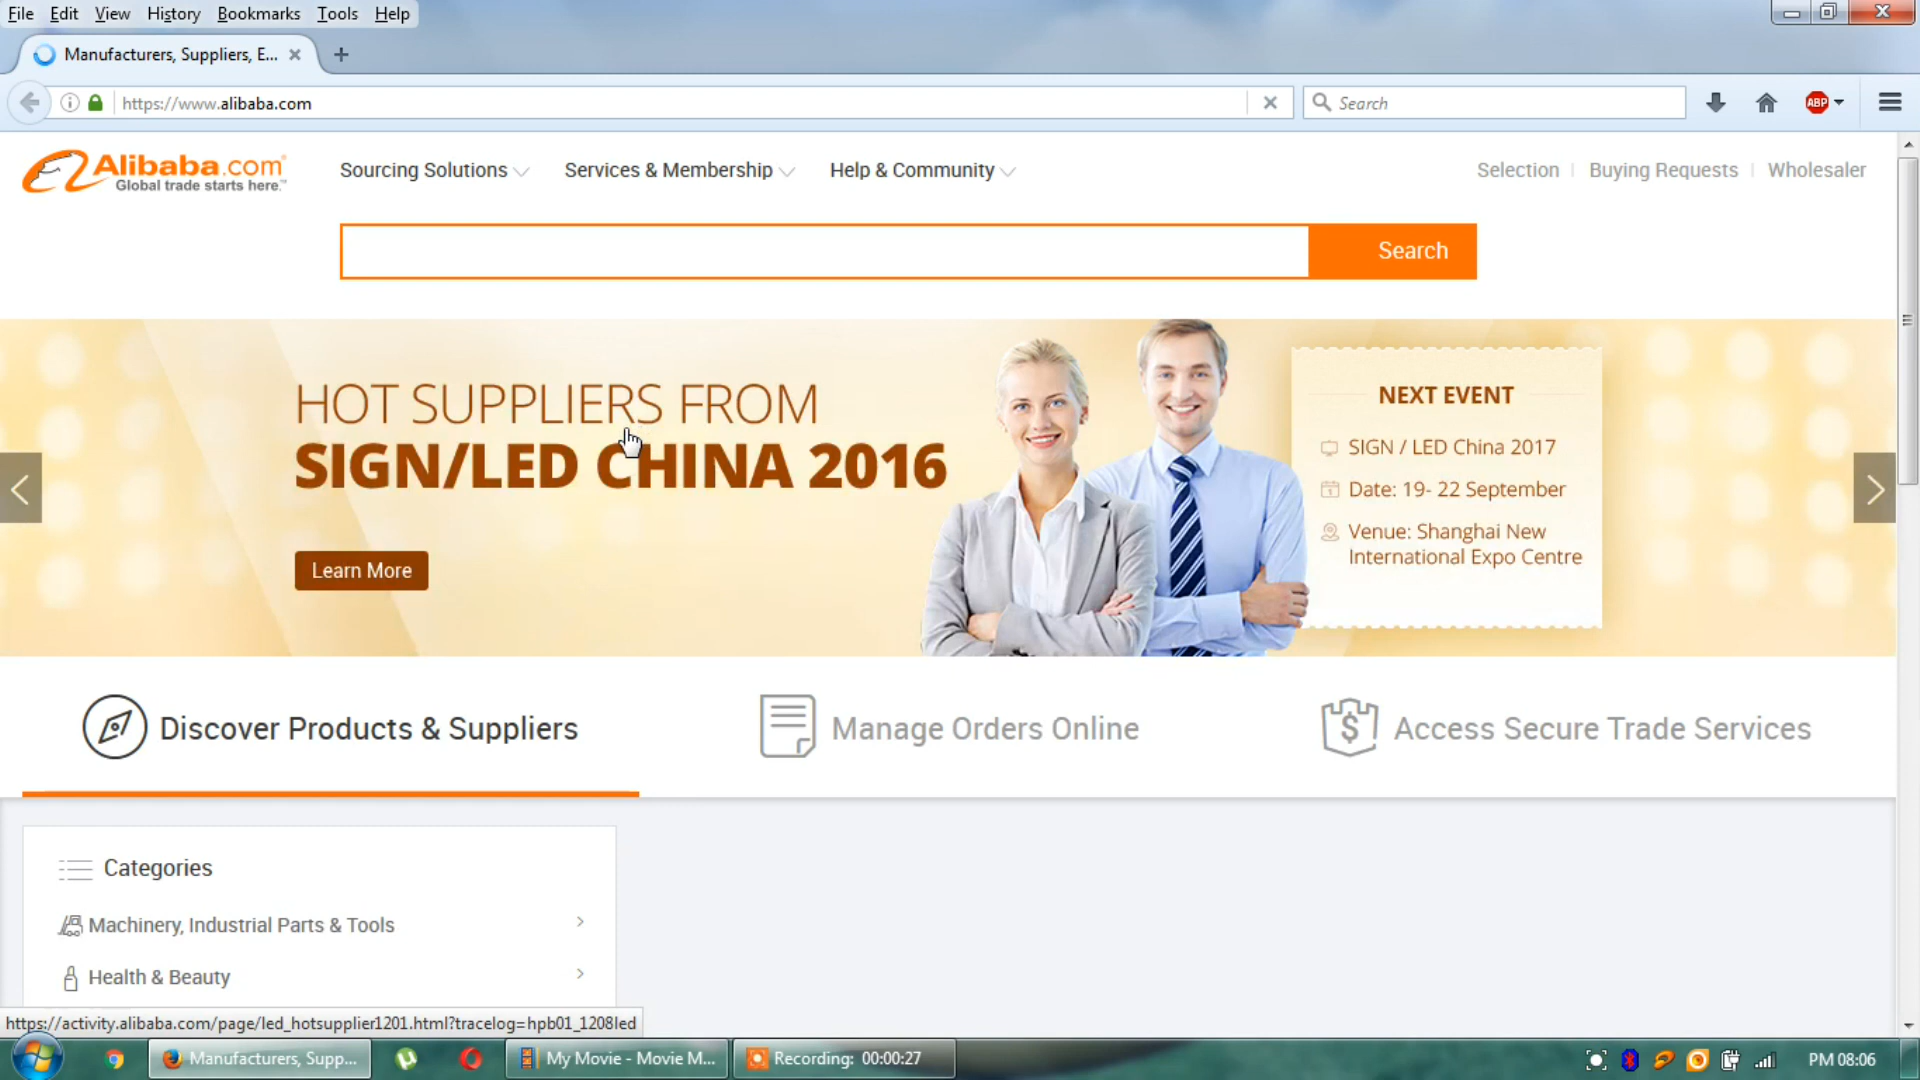 File Edit View History Bookmarks Tools Help
Manufacturers, Suppliers, E...
https://www.alibaba.com
Search
ABP
Alibaba.com
Global trade starts here.™
Sourcing Solutions
Services & Membership
Help & Community
Selection
Buying Requests
Wholesaler
Search
HOT SUPPLIERS FROM
SIGN/LED CHINA 2016
Learn More
NEXT EVENT
SIGN / LED China 2017
Date: 19- 22 September
Venue: Shanghai New
International Expo Centre
Discover Products & Suppliers
Manage Orders Online
Access Secure Trade Services
Categories
Machinery, Industrial Parts & Tools
Health & Beauty
https://activity.alibaba.com/page/led_hotsupplier1201.html?tracelog=hpb01_1208led
Manufacturers, Supp...
My Movie - Movie M...
Recording: 00:00:27
PM 08:06